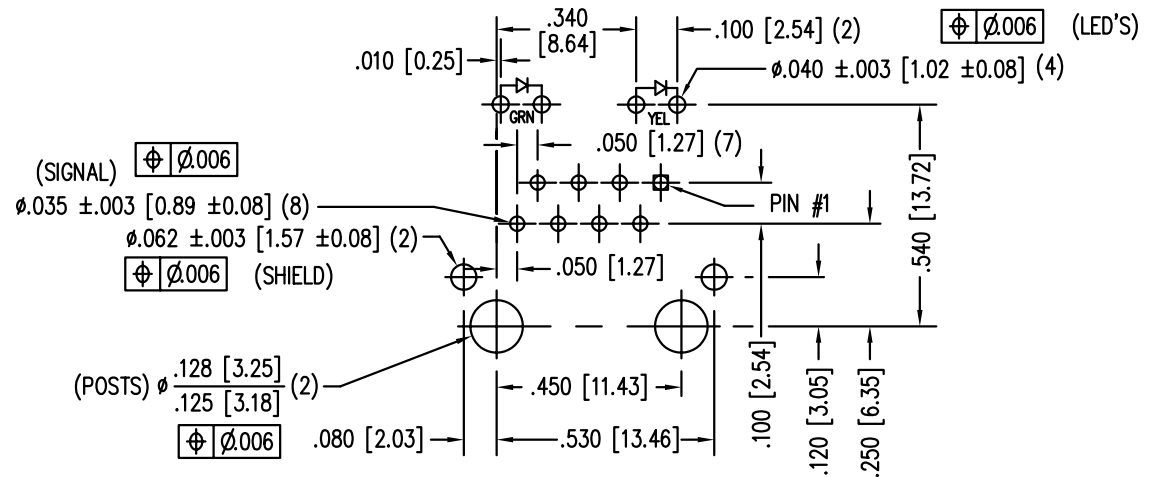 .340
[8.64]
.100 [2.54] (2)
⌖ Ø.006 (LED'S)
.010 [0.25]
Ø.040 ±.003 [1.02 ±0.08] (4)
GRN
YEL
.050 [1.27] (7)
(SIGNAL) ⌖ Ø.006
Ø.035 ±.003 [0.89 ±0.08] (8)
PIN #1
.540 [13.72]
Ø.062 ±.003 [1.57 ±0.08] (2)
⌖ Ø.006 (SHIELD)
.050 [1.27]
(POSTS) Ø .128 [3.25]
.125 [3.18] (2)
⌖ Ø.006
.450 [11.43]
.080 [2.03]
.530 [13.46]
.100 [2.54]
.120 [3.05]
.250 [6.35]